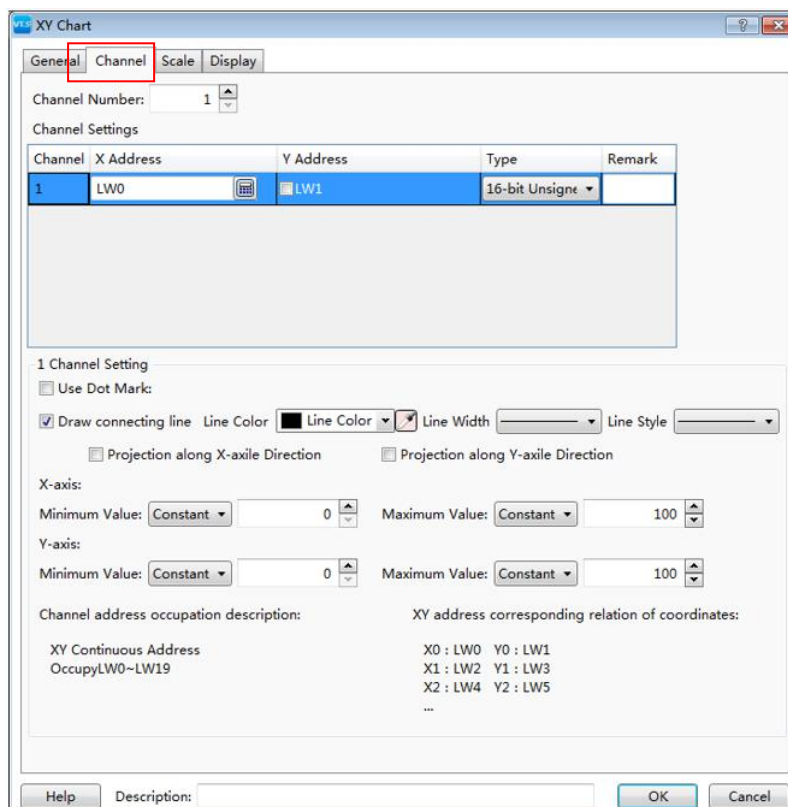 XY Chart
General Channel Scale Display
Channel Number: 1
Channel Settings
Channel X Address Y Address Type Remark
1 LW0 LW1 16-bit Unsigne
1 Channel Setting
Use Dot Mark:
Draw connecting line Line Color Line Color Line Width Line Style
Projection along X-axile Direction Projection along Y-axile Direction
X-axis:
Minimum Value: Constant 0 Maximum Value: Constant 100
Y-axis:
Minimum Value: Constant 0 Maximum Value: Constant 100
Channel address occupation description: XY address corresponding relation of coordinates:
XY Continuous Address X0 : LW0 Y0 : LW1
OccupyLW0~LW19 X1 : LW2 Y1 : LW3
X2 : LW4 Y2 : LW5
...
Help Description: OK Cancel